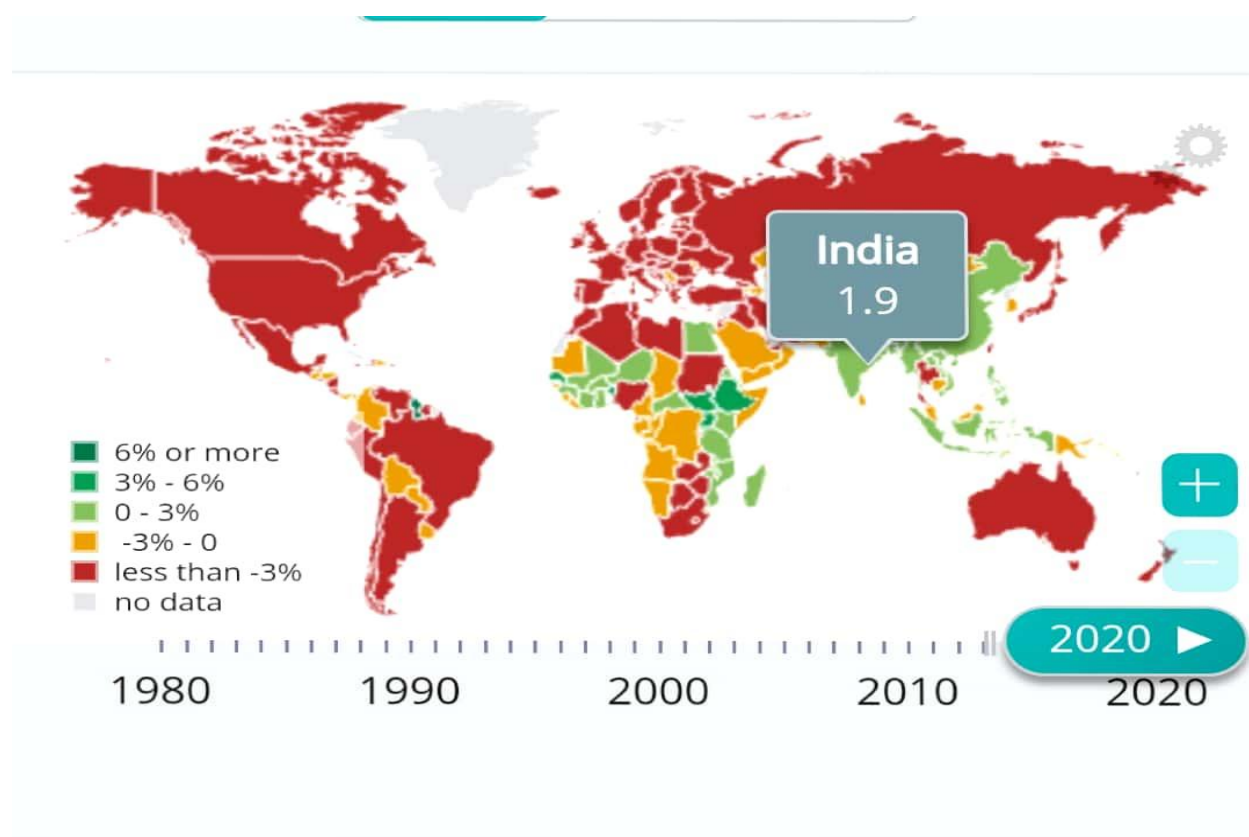 India
1.9
6% or more
3% - 6%
0 - 3%
-3% - 0
less than -3%
no data
2020
1980 1990 2000 2010 2020